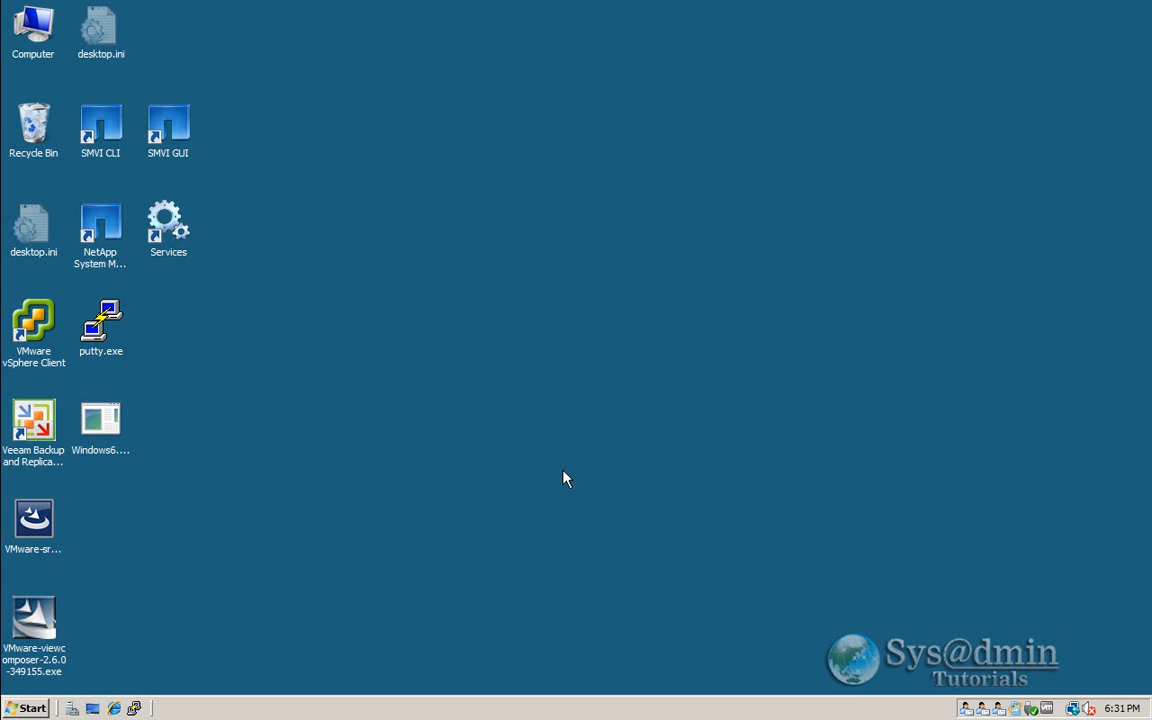 Computer
desktop.ini
Recycle Bin
SMVI CLI
SMVI GUI
desktop.ini
NetApp
System M...
Services
VMware
vSphere Client
putty.exe
Veeam Backup
and Replica...
Windows6....
VMware-sr...
VMware-viewc
omposer-2.6.0
-349155.exe
Sys@dmin
Tutorials
Start
vm
6:31 PM